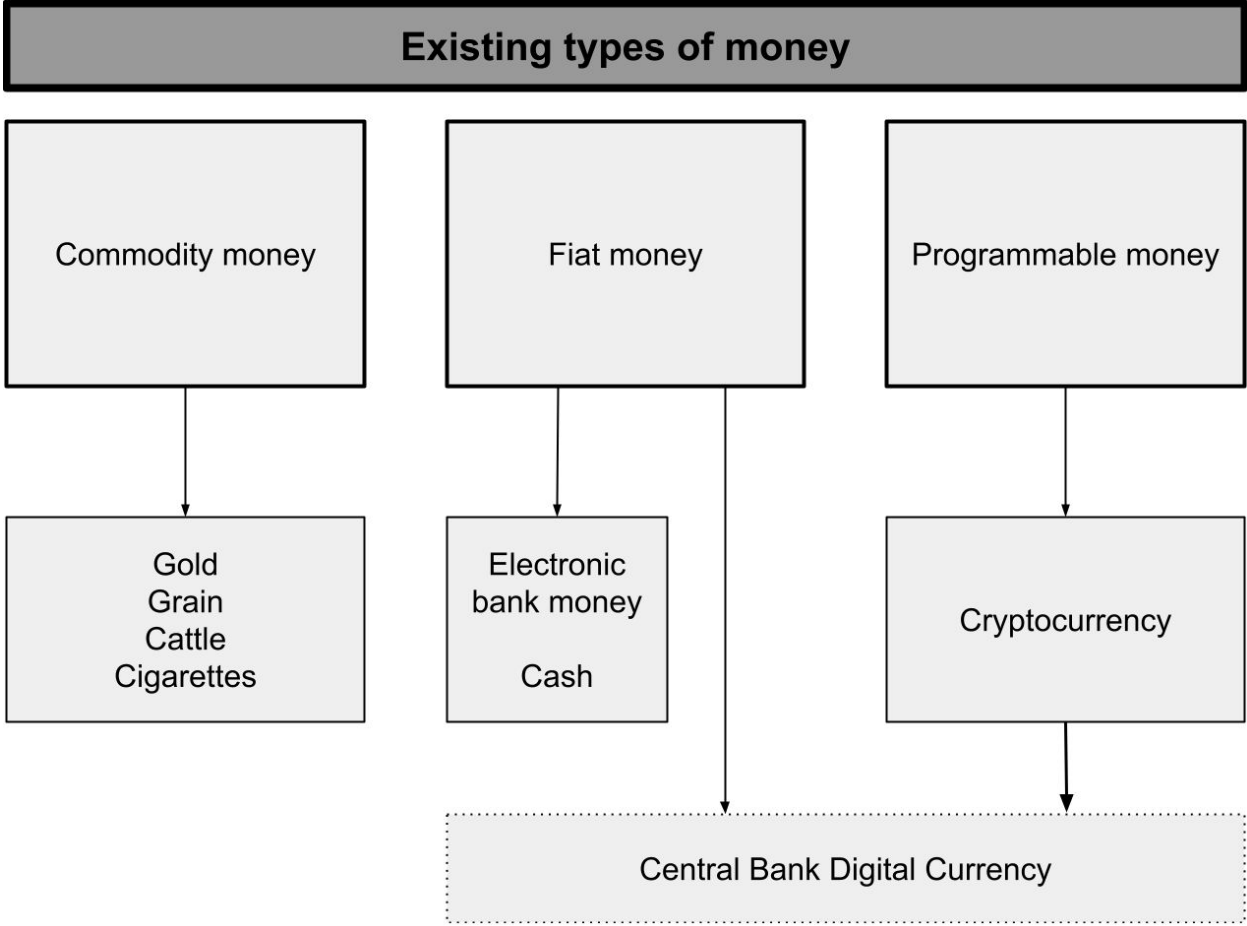 Existing types of money
Commodity money
Fiat money
Programmable money
Gold
Grain
Cattle
Cigarettes
Electronic
bank money
Cash
Cryptocurrency
Central Bank Digital Currency